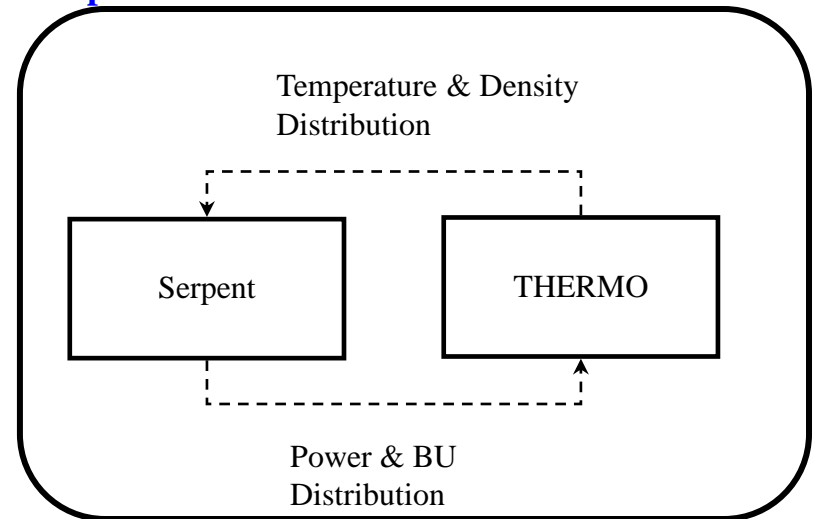 Temperature & Density
Distribution
Serpent
THERMO
Power & BU
Distribution